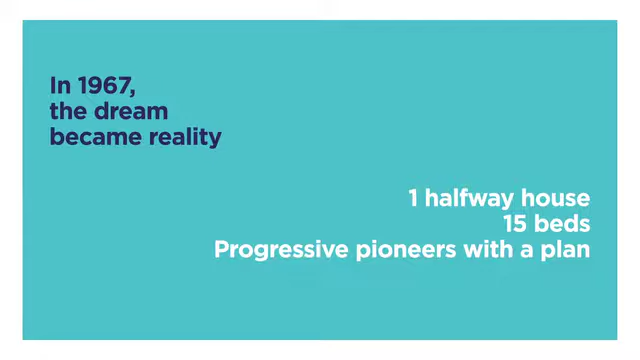 In 1967,
the dream
became reality
1 halfway house
15 beds
Progressive pioneers with a plan